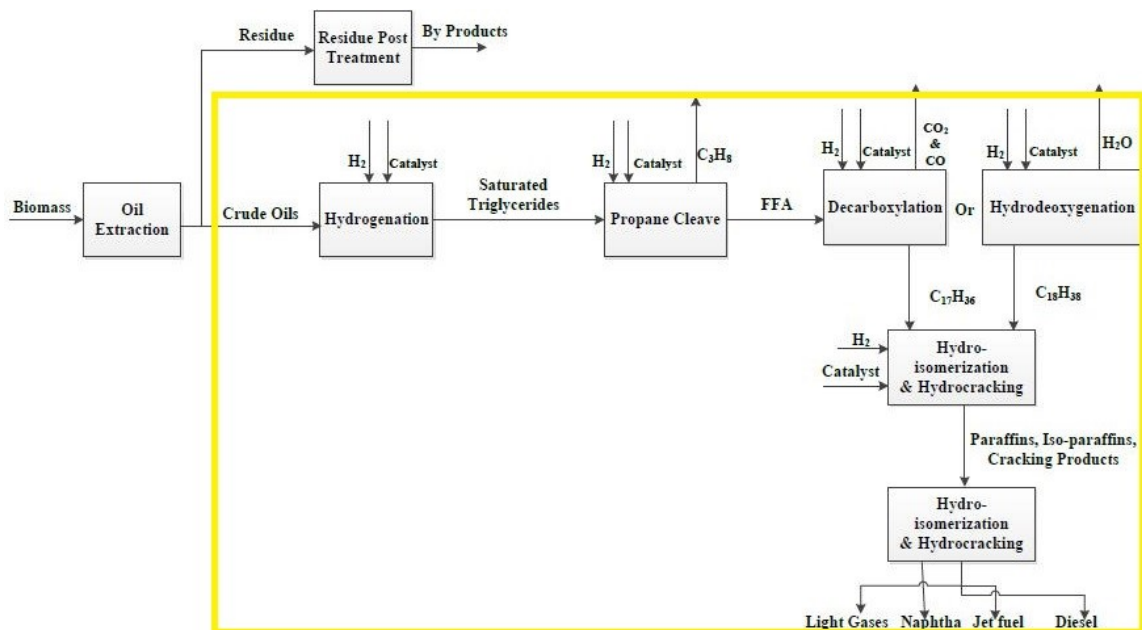 Residue
Residue Post
Treatment
By Products
H₂
Catalyst
H₂
Catalyst
C₃H₈
H₂
Catalyst
CO₂
&
CO
H₂
Catalyst
H₂O
Biomass
Oil
Extraction
Crude Oils
Hydrogenation
Saturated
Triglycerides
Propane Cleave
FFA
Decarboxylation
Or
Hydrodeoxygenation
C₁₇H₃₆
C₁₈H₃₈
H₂
Catalyst
Hydro-
isomerization
& Hydrocracking
Paraffins, Iso-paraffins,
Cracking Products
Hydro-
isomerization
& Hydrocracking
Light Gases
Naphtha
Jet fuel
Diesel